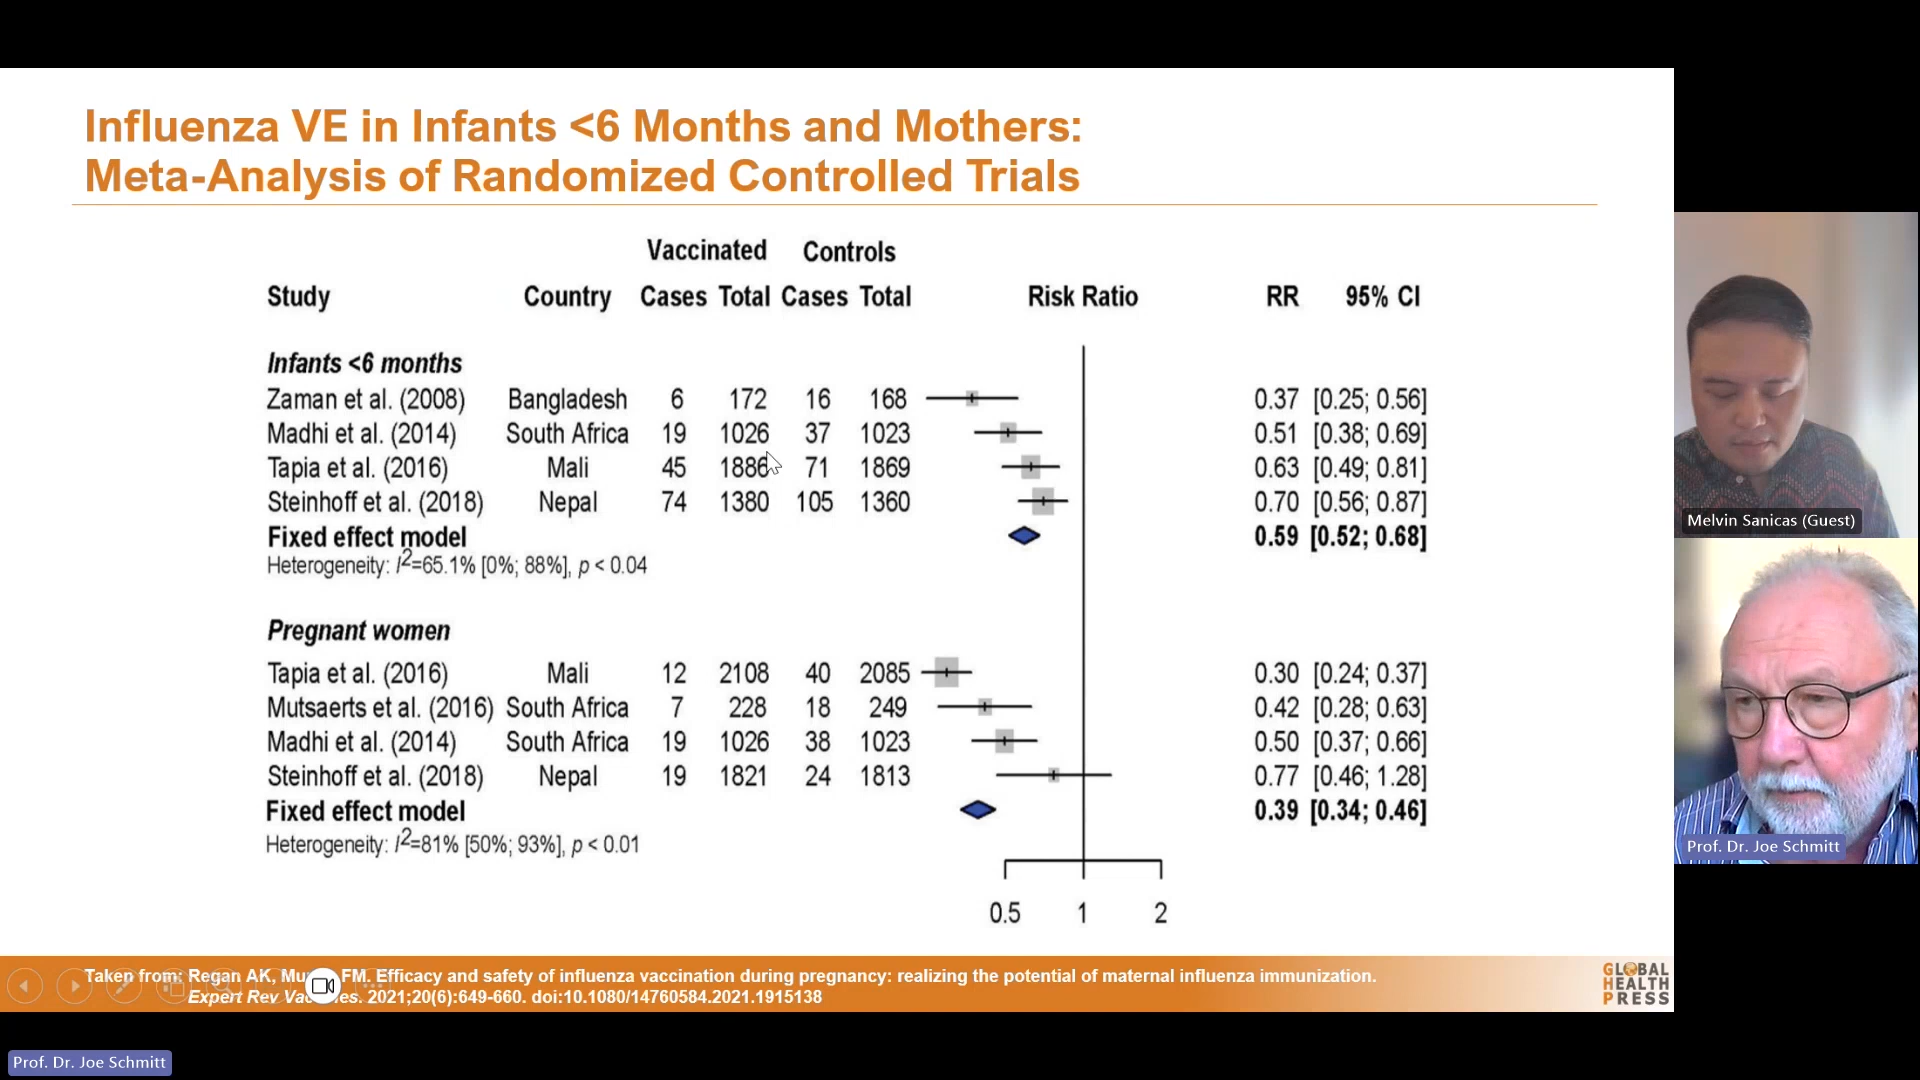 Influenza VE in Infants <6 Months and Mothers:
Meta-Analysis of Randomized Controlled Trials
Vaccinated Controls
Study Country Cases Total Cases Total Risk Ratio RR 95% CI
Infants <6 months
Zaman et al. (2008) Bangladesh 6 172 16 168 0.37 [0.25; 0.56]
Madhi et al. (2014) South Africa 19 1026 37 1023 0.51 [0.38; 0.69]
Tapia et al. (2016) Mali 45 1886 71 1869 0.63 [0.49; 0.81]
Steinhoff et al. (2018) Nepal 74 1380 105 1360 0.70 [0.56; 0.87]
Fixed effect model 0.59 [0.52; 0.68]
Heterogeneity: I2=65.1% [0%; 88%], p < 0.04
Pregnant women
Tapia et al. (2016) Mali 12 2108 40 2085 0.30 [0.24; 0.37]
Mutsaerts et al. (2016) South Africa 7 228 18 249 0.42 [0.28; 0.63]
Madhi et al. (2014) South Africa 19 1026 38 1023 0.50 [0.37; 0.66]
Steinhoff et al. (2018) Nepal 19 1821 24 1813 0.77 [0.46; 1.28]
Fixed effect model 0.39 [0.34; 0.46]
Heterogeneity: I2=81% [50%; 93%], p < 0.01
0.5 1 2
Taken from: Regan AK, FM. Efficacy and safety of influenza vaccination during pregnancy: realizing the potential of maternal influenza immunization.
Expert Rev 2021;20(6):649-660. doi:10.1080/14760584.2021.1915138
GLOBAL
HEALTH
PRESS
Melvin Sanicas (Guest)
Prof. Dr. Joe Schmitt
Prof. Dr. Joe Schmitt